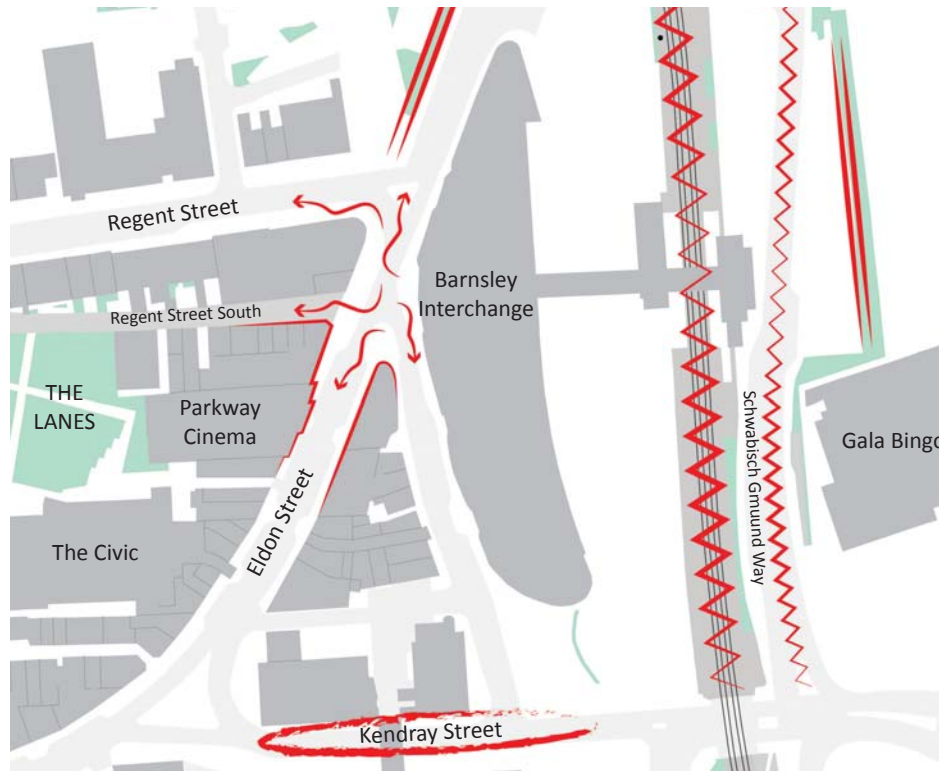 Regent Street
Barnsley
Interchange
Regent Street South
THE
LANES
Parkway
Cinema
Schwabisch Gmuund Way
Gala Bingo
Eldon Street
The Civic
Kendray Street